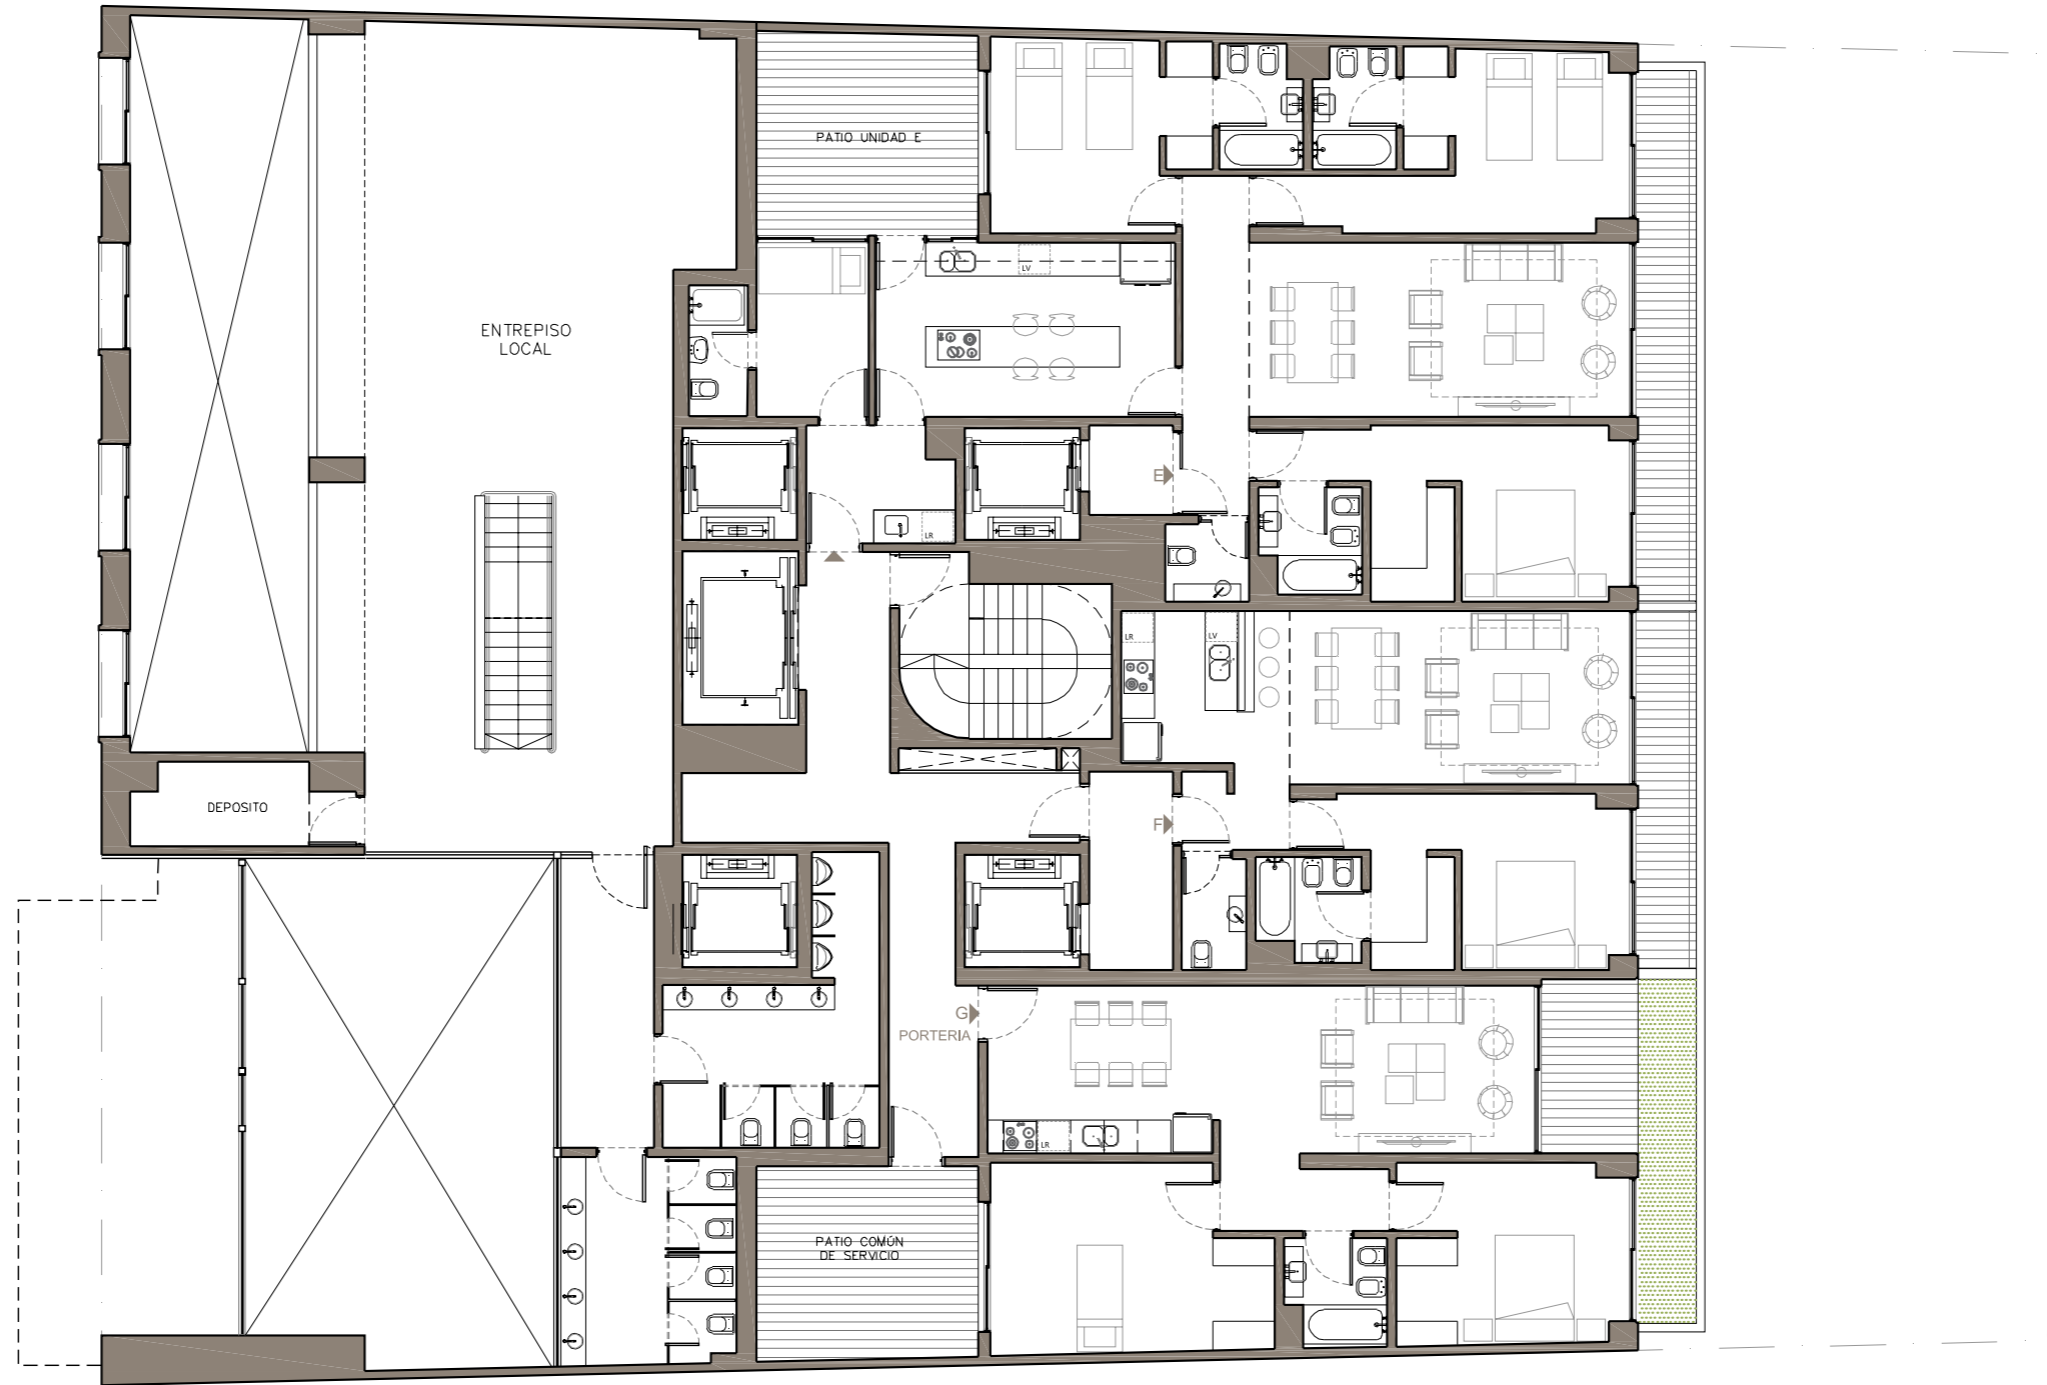 PATIO UNIDAD E
LV
ENTREPISO
LOCAL
E
LR
LR
LV
DEPOSITO
F
G
PORTERIA
LR
PATIO COMÚN
DE SERVICIO